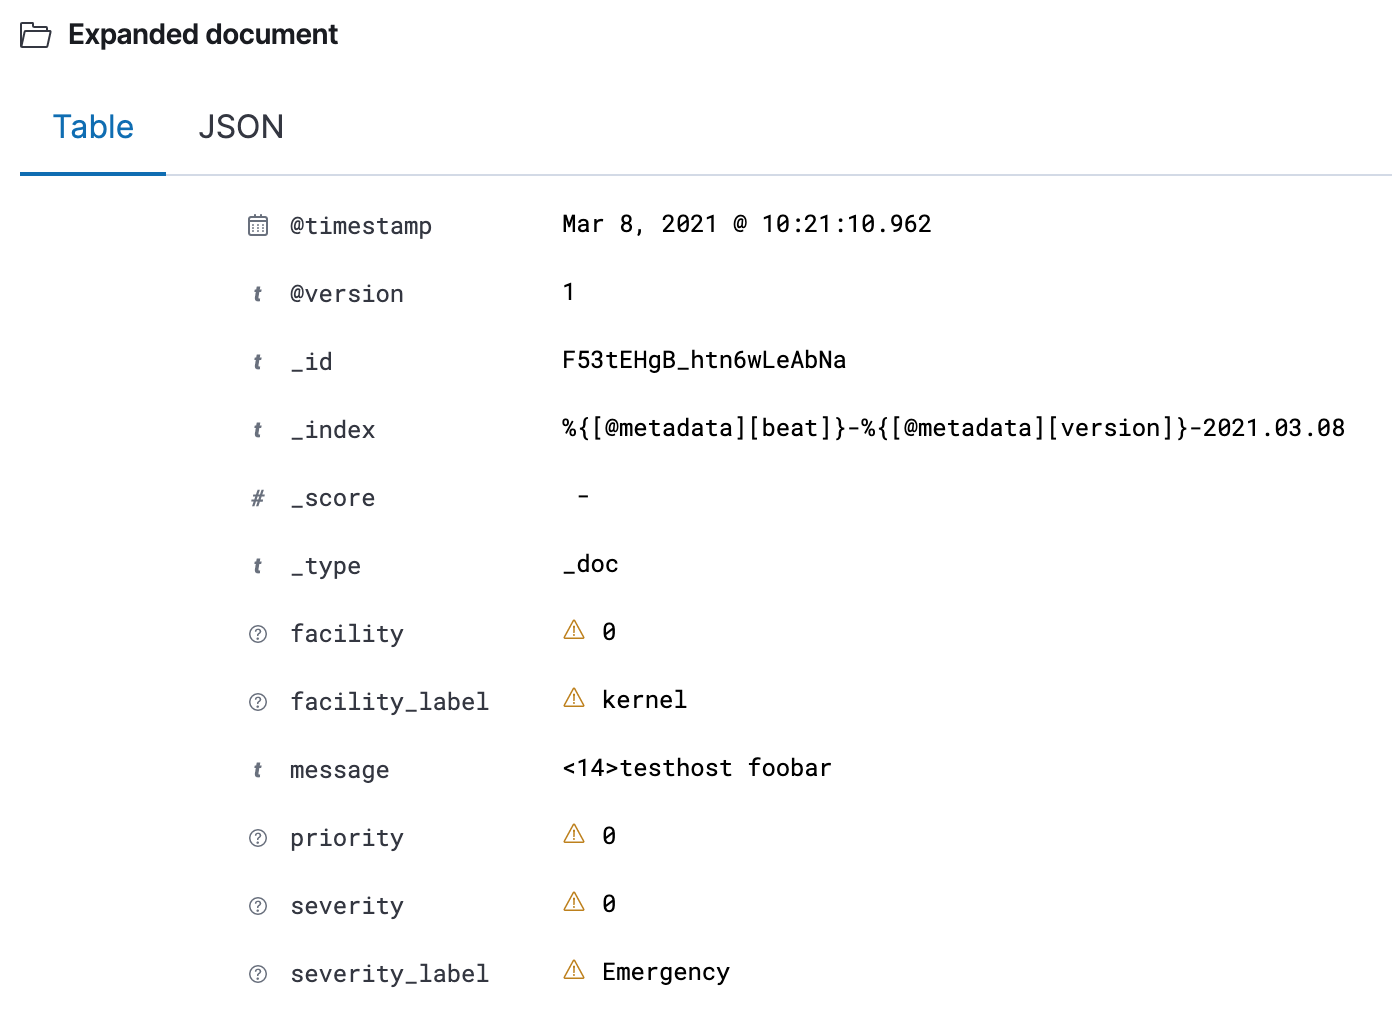 Expanded document
Table JSON
@timestamp Mar 8, 2021 @ 10:21:10.962
t @version 1
t _id F53tEHgB_htn6wLeAbNa
t _index %{[@metadata][beat]}-%{[@metadata][version]}-2021.03.08
# _score -
t _type _doc
? facility ! 0
? facility_label ! kernel
t message <14>testhost foobar
? priority ! 0
? severity ! 0
? severity_label ! Emergency